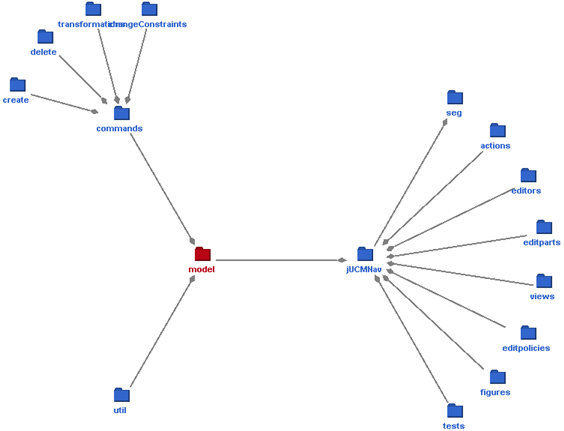 transformations
changeConstraints
delete
create
commands
seg
actions
editors
editparts
model
jUCMNav
views
editpolicies
util
figures
tests